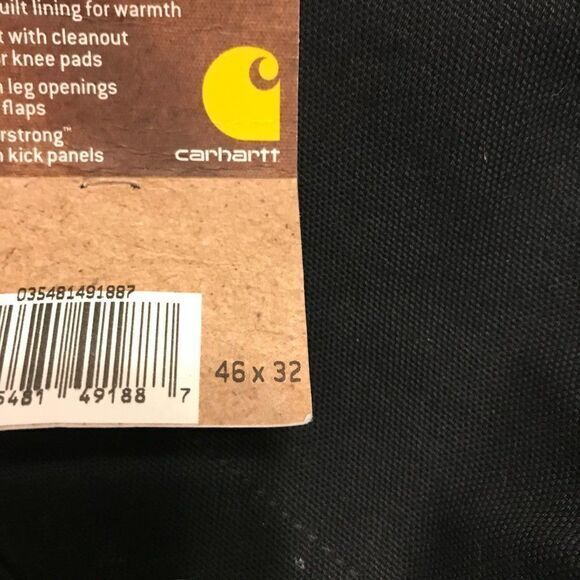 uilt lining for warmth
t with cleanout
r knee pads
leg openings
flaps
rstrong™
kick panels
carhartt
035481491887
5481 49188 7
46 x 32